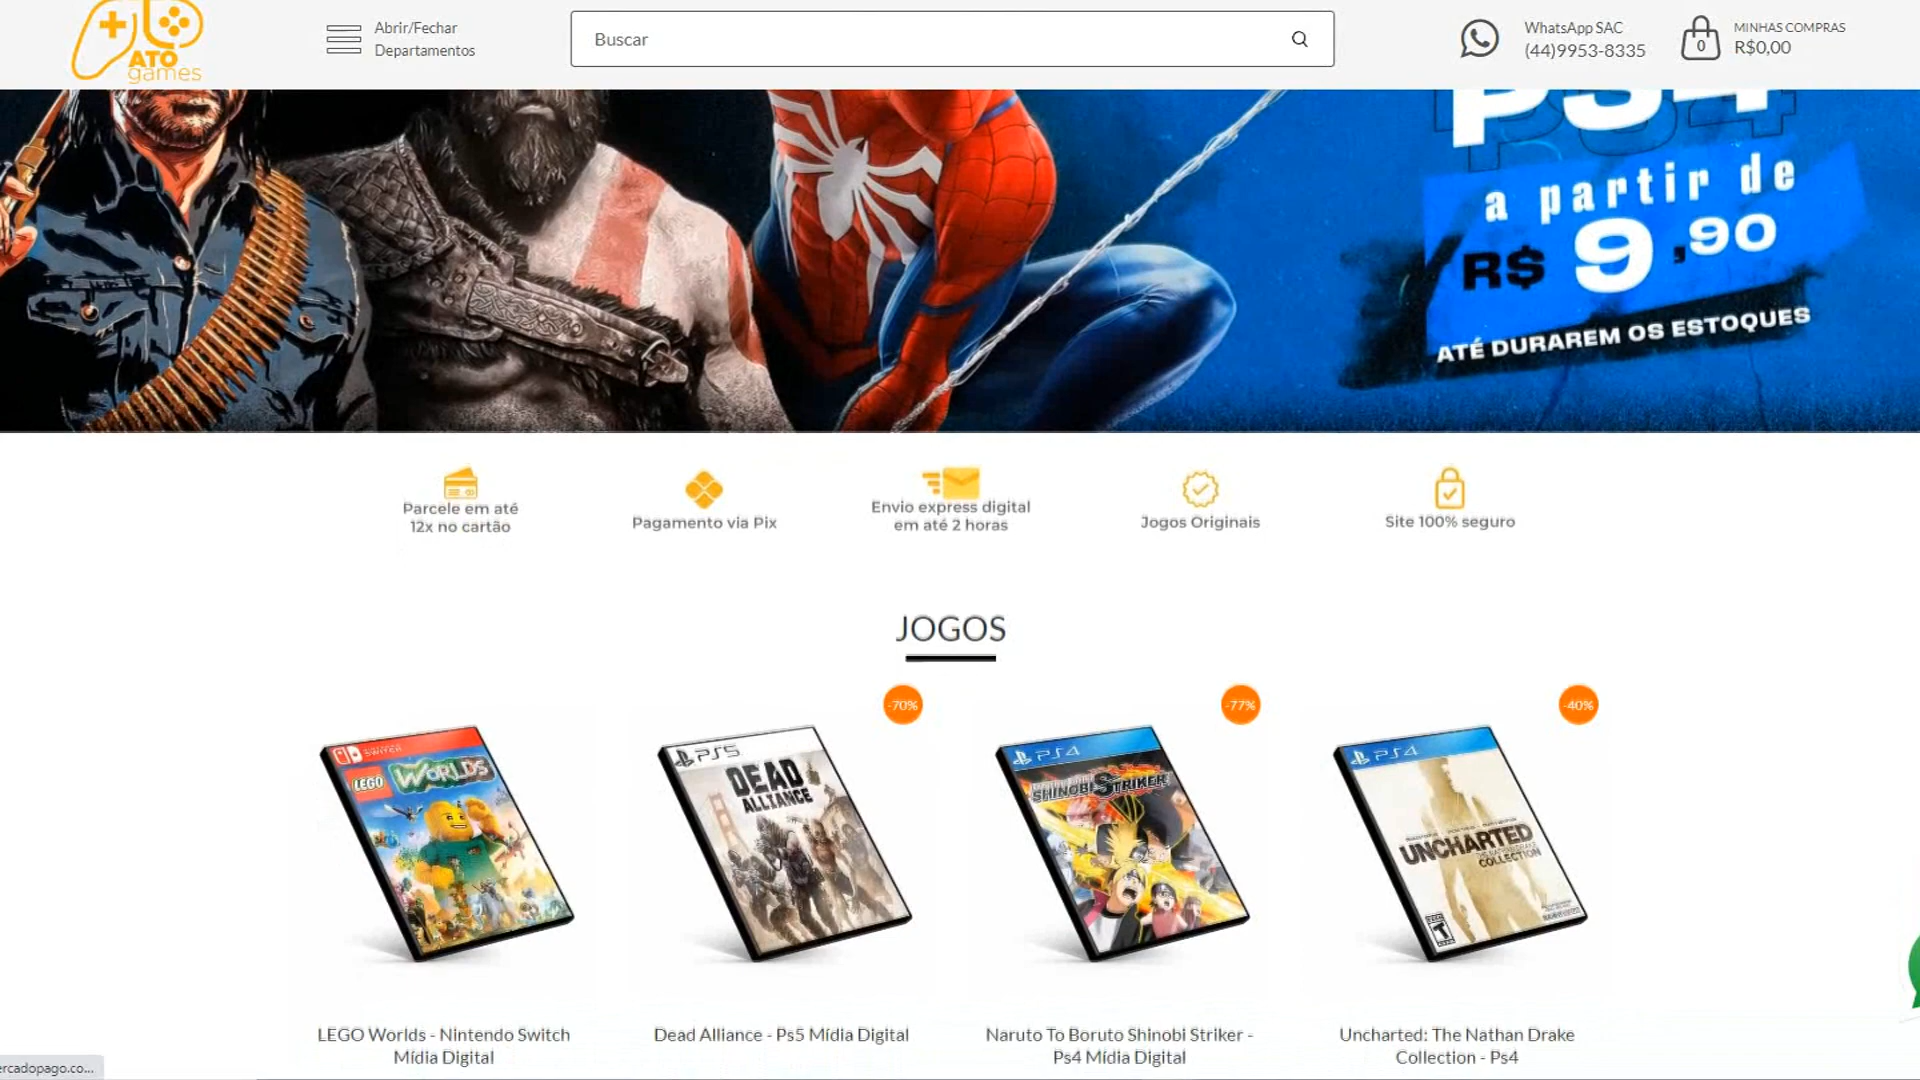 ATO
games
Abrir/Fechar
Departamentos
Buscar
WhatsApp SAC
(44)9953-8335
0
MINHAS COMPRAS
R$0,00
PS4
a partir de
R$ 9,90
ATÉ DURAREM OS ESTOQUES
Parcele em até
12x no cartão
Pagamento via Pix
Envio express digital
em até 2 horas
Jogos Originais
Site 100% seguro
JOGOS
-70%
-77%
-40%
LEGO WORLDS
PS5
DEAD
ALLIANCE
PS4
SHINOBI STRIKER
PS4
UNCHARTED
COLLECTION
T
LEGO Worlds - Nintendo Switch
Mídia Digital
Dead Alliance - Ps5 Mídia Digital
Naruto To Boruto Shinobi Striker -
Ps4 Mídia Digital
Uncharted: The Nathan Drake
Collection - Ps4
ercadopago.co...